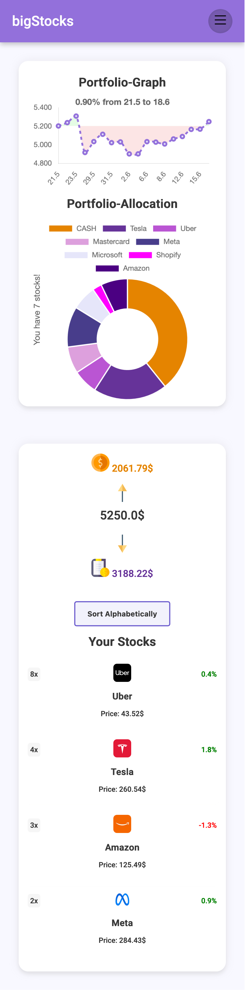 bigStocks
Portfolio-Graph
0.90% from 21.5 to 18.6
5.400
5.200
5.000
4.800
21.5 23.5 29.5 31.5 2.6 6.6 8.6 12.6 15.6
Portfolio-Allocation
CASH Tesla Uber
Mastercard Meta
Microsoft Shopify
Amazon
You have 7 stocks!
2061.79$
5250.0$
3188.22$
Sort Alphabetically
Your Stocks
8x Uber 0.4%
Uber
Price: 43.52$
4x 1.8%
Tesla
Price: 260.54$
3x -1.3%
Amazon
Price: 125.49$
2x 0.9%
Meta
Price: 284.43$